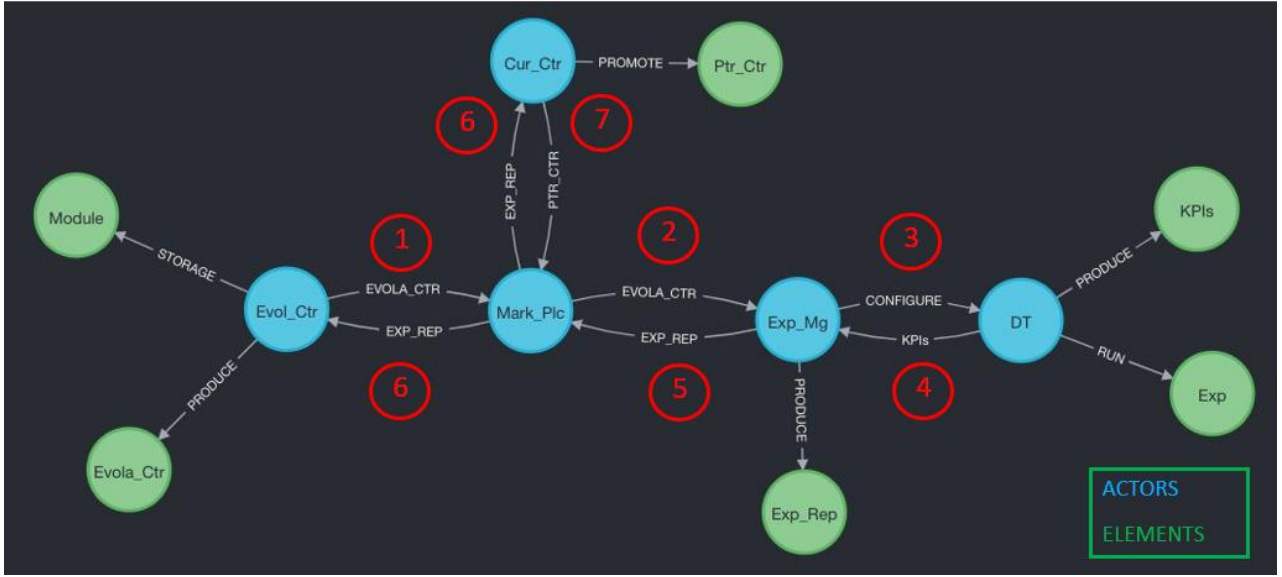 Cur_Ctr
PROMOTE
Ptr_Ctr
6
7
EXP_REP
PTR_CTR
Module
STORAGE
1
2
3
KPIs
PRODUCE
Evol_Ctr
EVOLA_CTR
Mark_Plc
EVOLA_CTR
Exp_Mg
CONFIGURE
DT
EXP_REP
EXP_REP
KPIs
RUN
6
5
4
PRODUCE
PRODUCE
Exp
Evola_Ctr
Exp_Rep
ACTORS
ELEMENTS